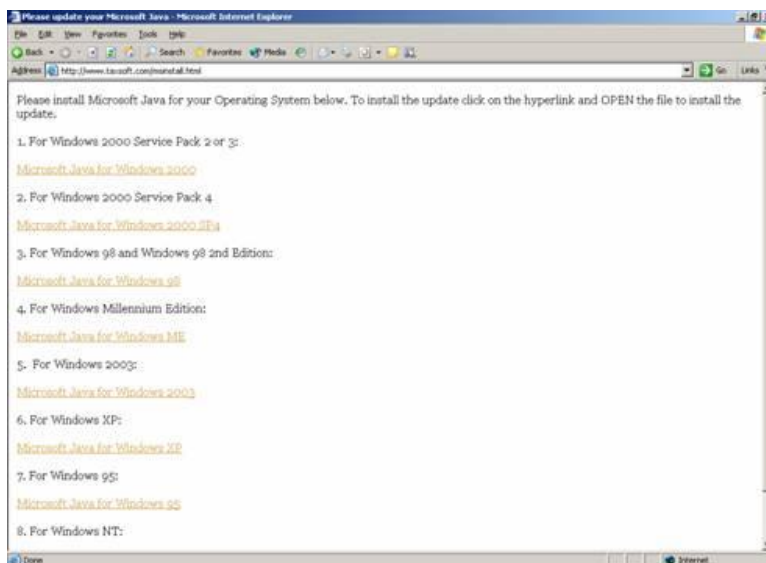 Please update your Microsoft Java - Microsoft Internet Explorer
File Edit View Favorites Tools Help
Back Search Favorites Media
Address Go Links
Please install Microsoft Java for your Operating System below. To install the update click on the hyperlink and OPEN the file to install the
update.
1. For Windows 2000 Service Pack 2 or 3:
Microsoft Java for Windows 2000
2. For Windows 2000 Service Pack 4
Microsoft Java for Windows 2000 SP4
3. For Windows 98 and Windows 98 2nd Edition:
Microsoft Java for Windows 98
4. For Windows Millennium Edition:
Microsoft Java for Windows ME
5. For Windows 2003:
Microsoft Java for Windows 2003
6. For Windows XP:
Microsoft Java for Windows XP
7. For Windows 95:
Microsoft Java for Windows 95
8. For Windows NT:
Done Internet